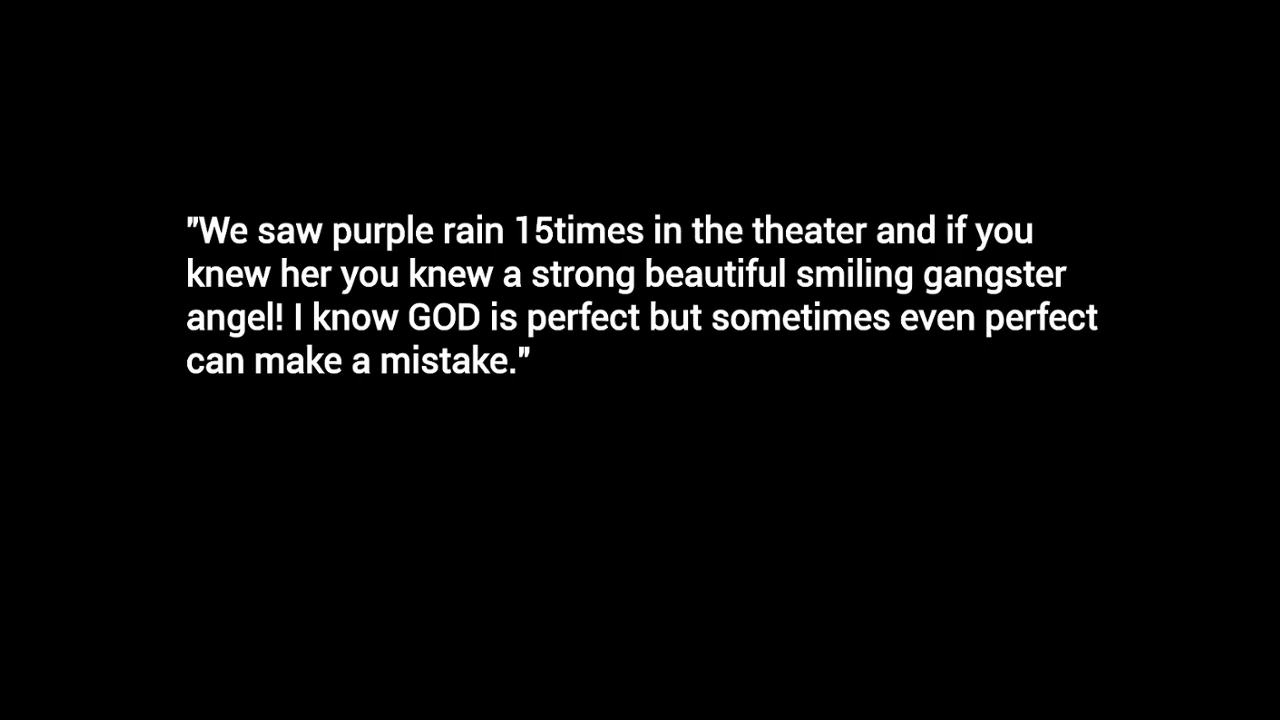 "We saw purple rain 15times in the theater and if you
knew her you knew a strong beautiful smiling gangster
angel! I know GOD is perfect but sometimes even perfect
can make a mistake."